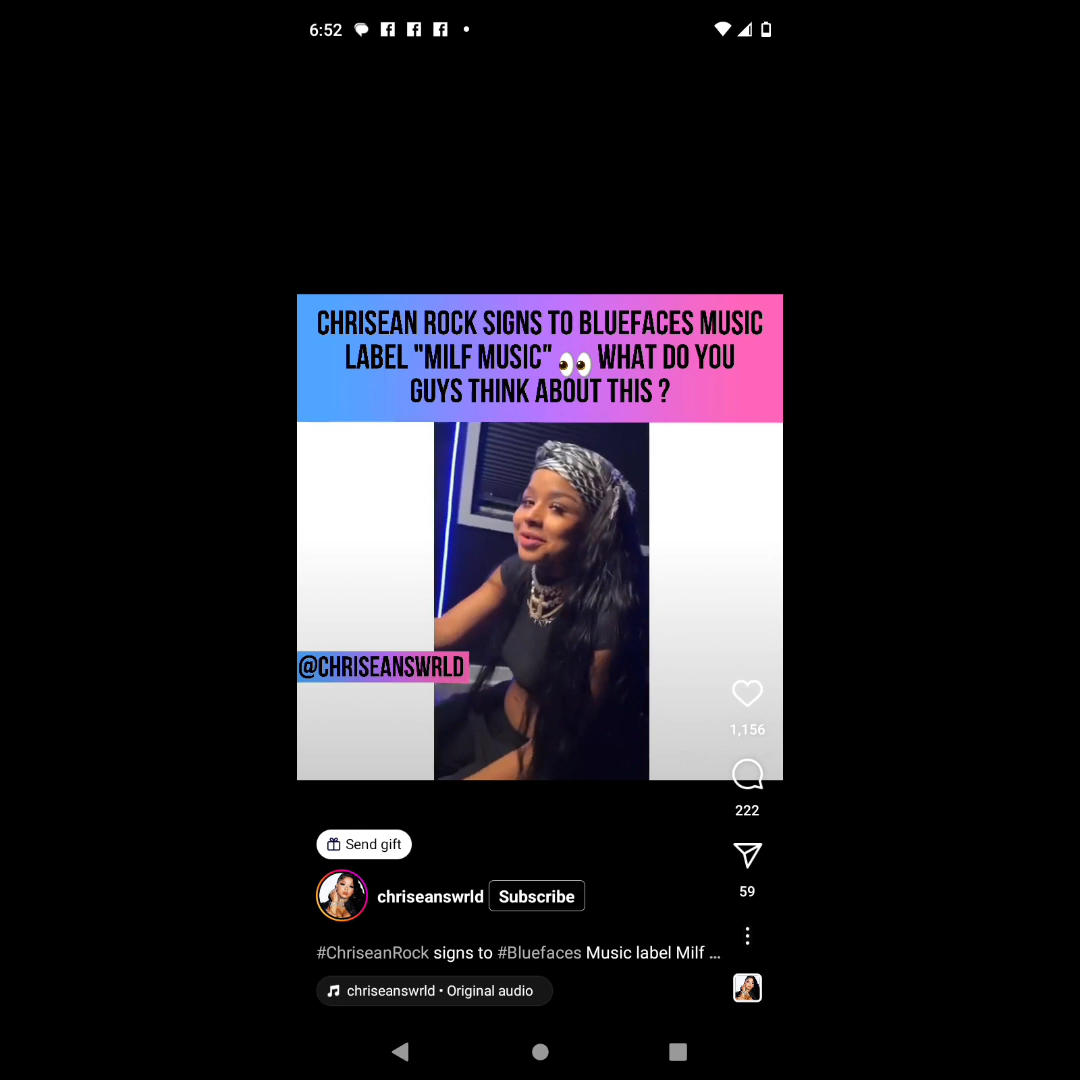 6:52
CHRISEAN ROCK SIGNS TO BLUEFACES MUSIC
LABEL "MILF MUSIC" 👀 WHAT DO YOU
GUYS THINK ABOUT THIS ?
@CHRISEANSWRLD
1,156
222
Send gift
59
chriseanswrld Subscribe
#ChriseanRock signs to #Bluefaces Music label Milf ...
chriseanswrld • Original audio